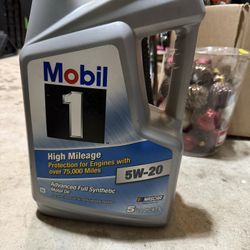 Mobil
1
High Mileage
Protection for Engines with
over 75,000 Miles
5W-20
Advanced Full Synthetic
Motor Oil
NASCAR
5